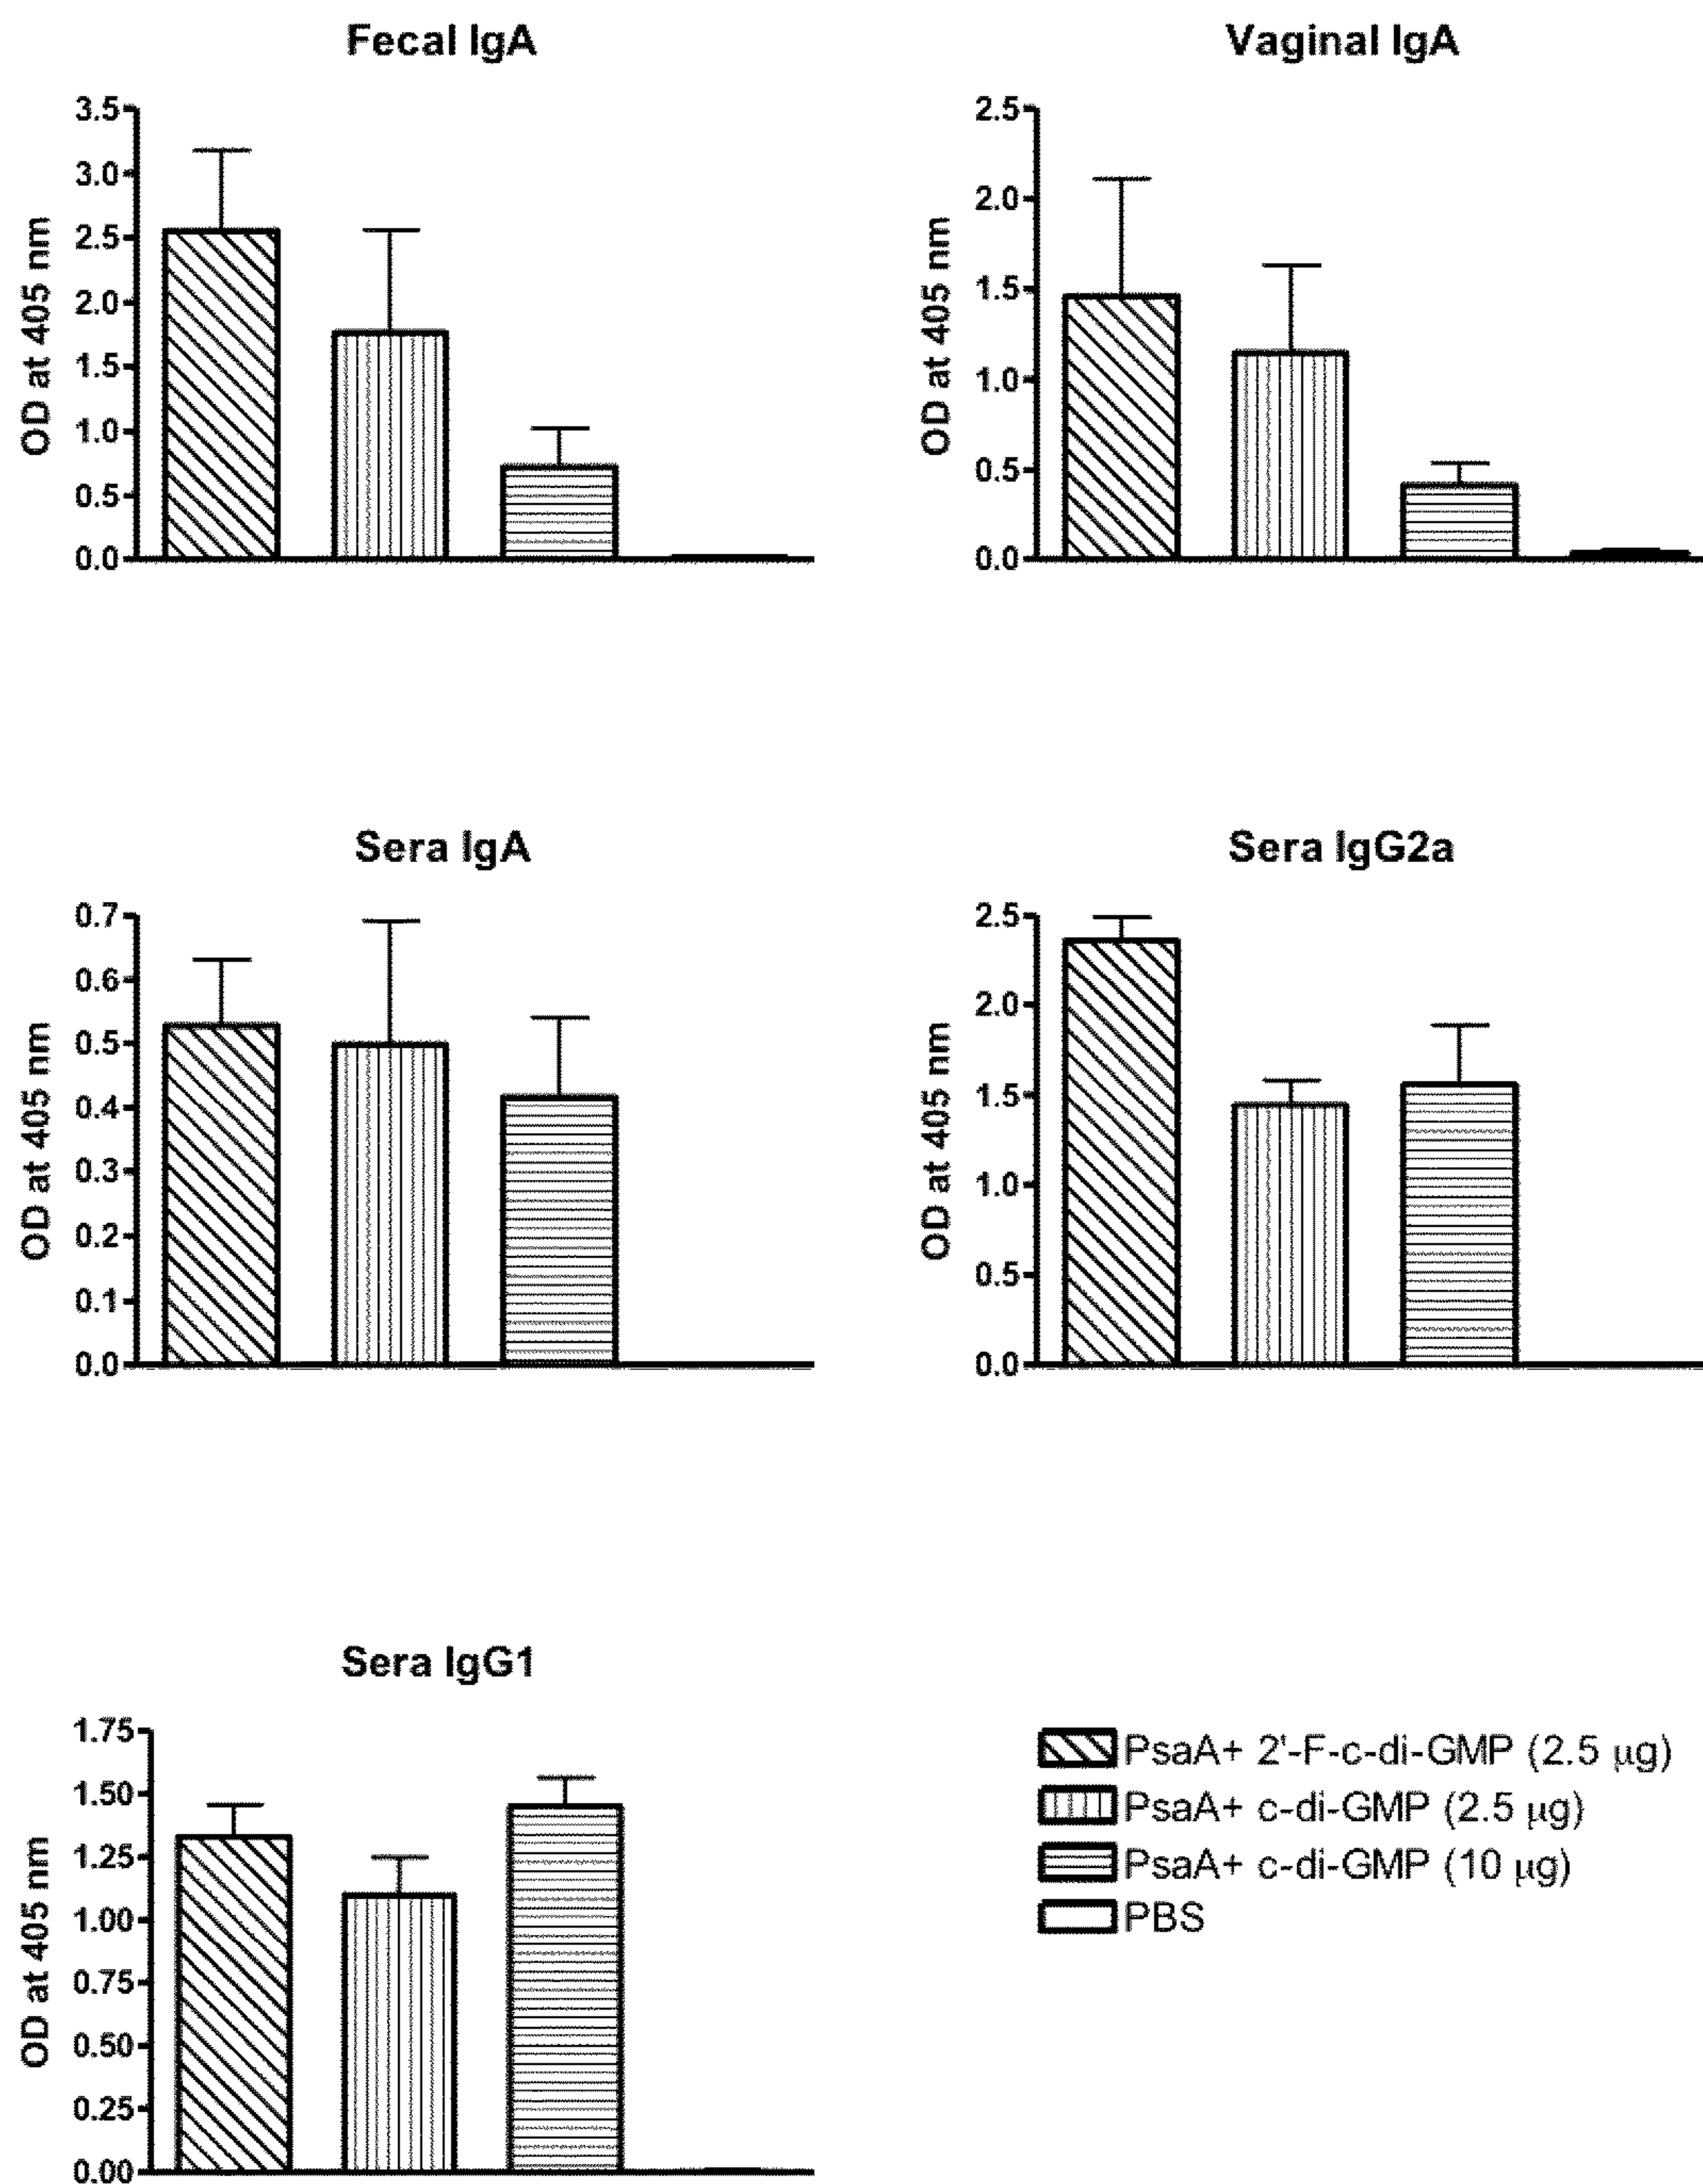 Fecal IgA
OD at 405 nm
3.5
3.0
2.5
2.0
1.5
1.0
0.5
0.0
Vaginal IgA
OD at 405 nm
2.5
2.0
1.5
1.0
0.5
0.0
Sera IgA
OD at 405 nm
0.7
0.6
0.5
0.4
0.3
0.2
0.1
0.0
Sera IgG2a
OD at 405 nm
2.5
2.0
1.5
1.0
0.5
0.0
Sera IgG1
OD at 405 nm
1.75
1.50
1.25
1.00
0.75
0.50
0.25
0.00
PsaA+ 2'-F-c-di-GMP (2.5 µg)
PsaA+ c-di-GMP (2.5 µg)
PsaA+ c-di-GMP (10 µg)
PBS